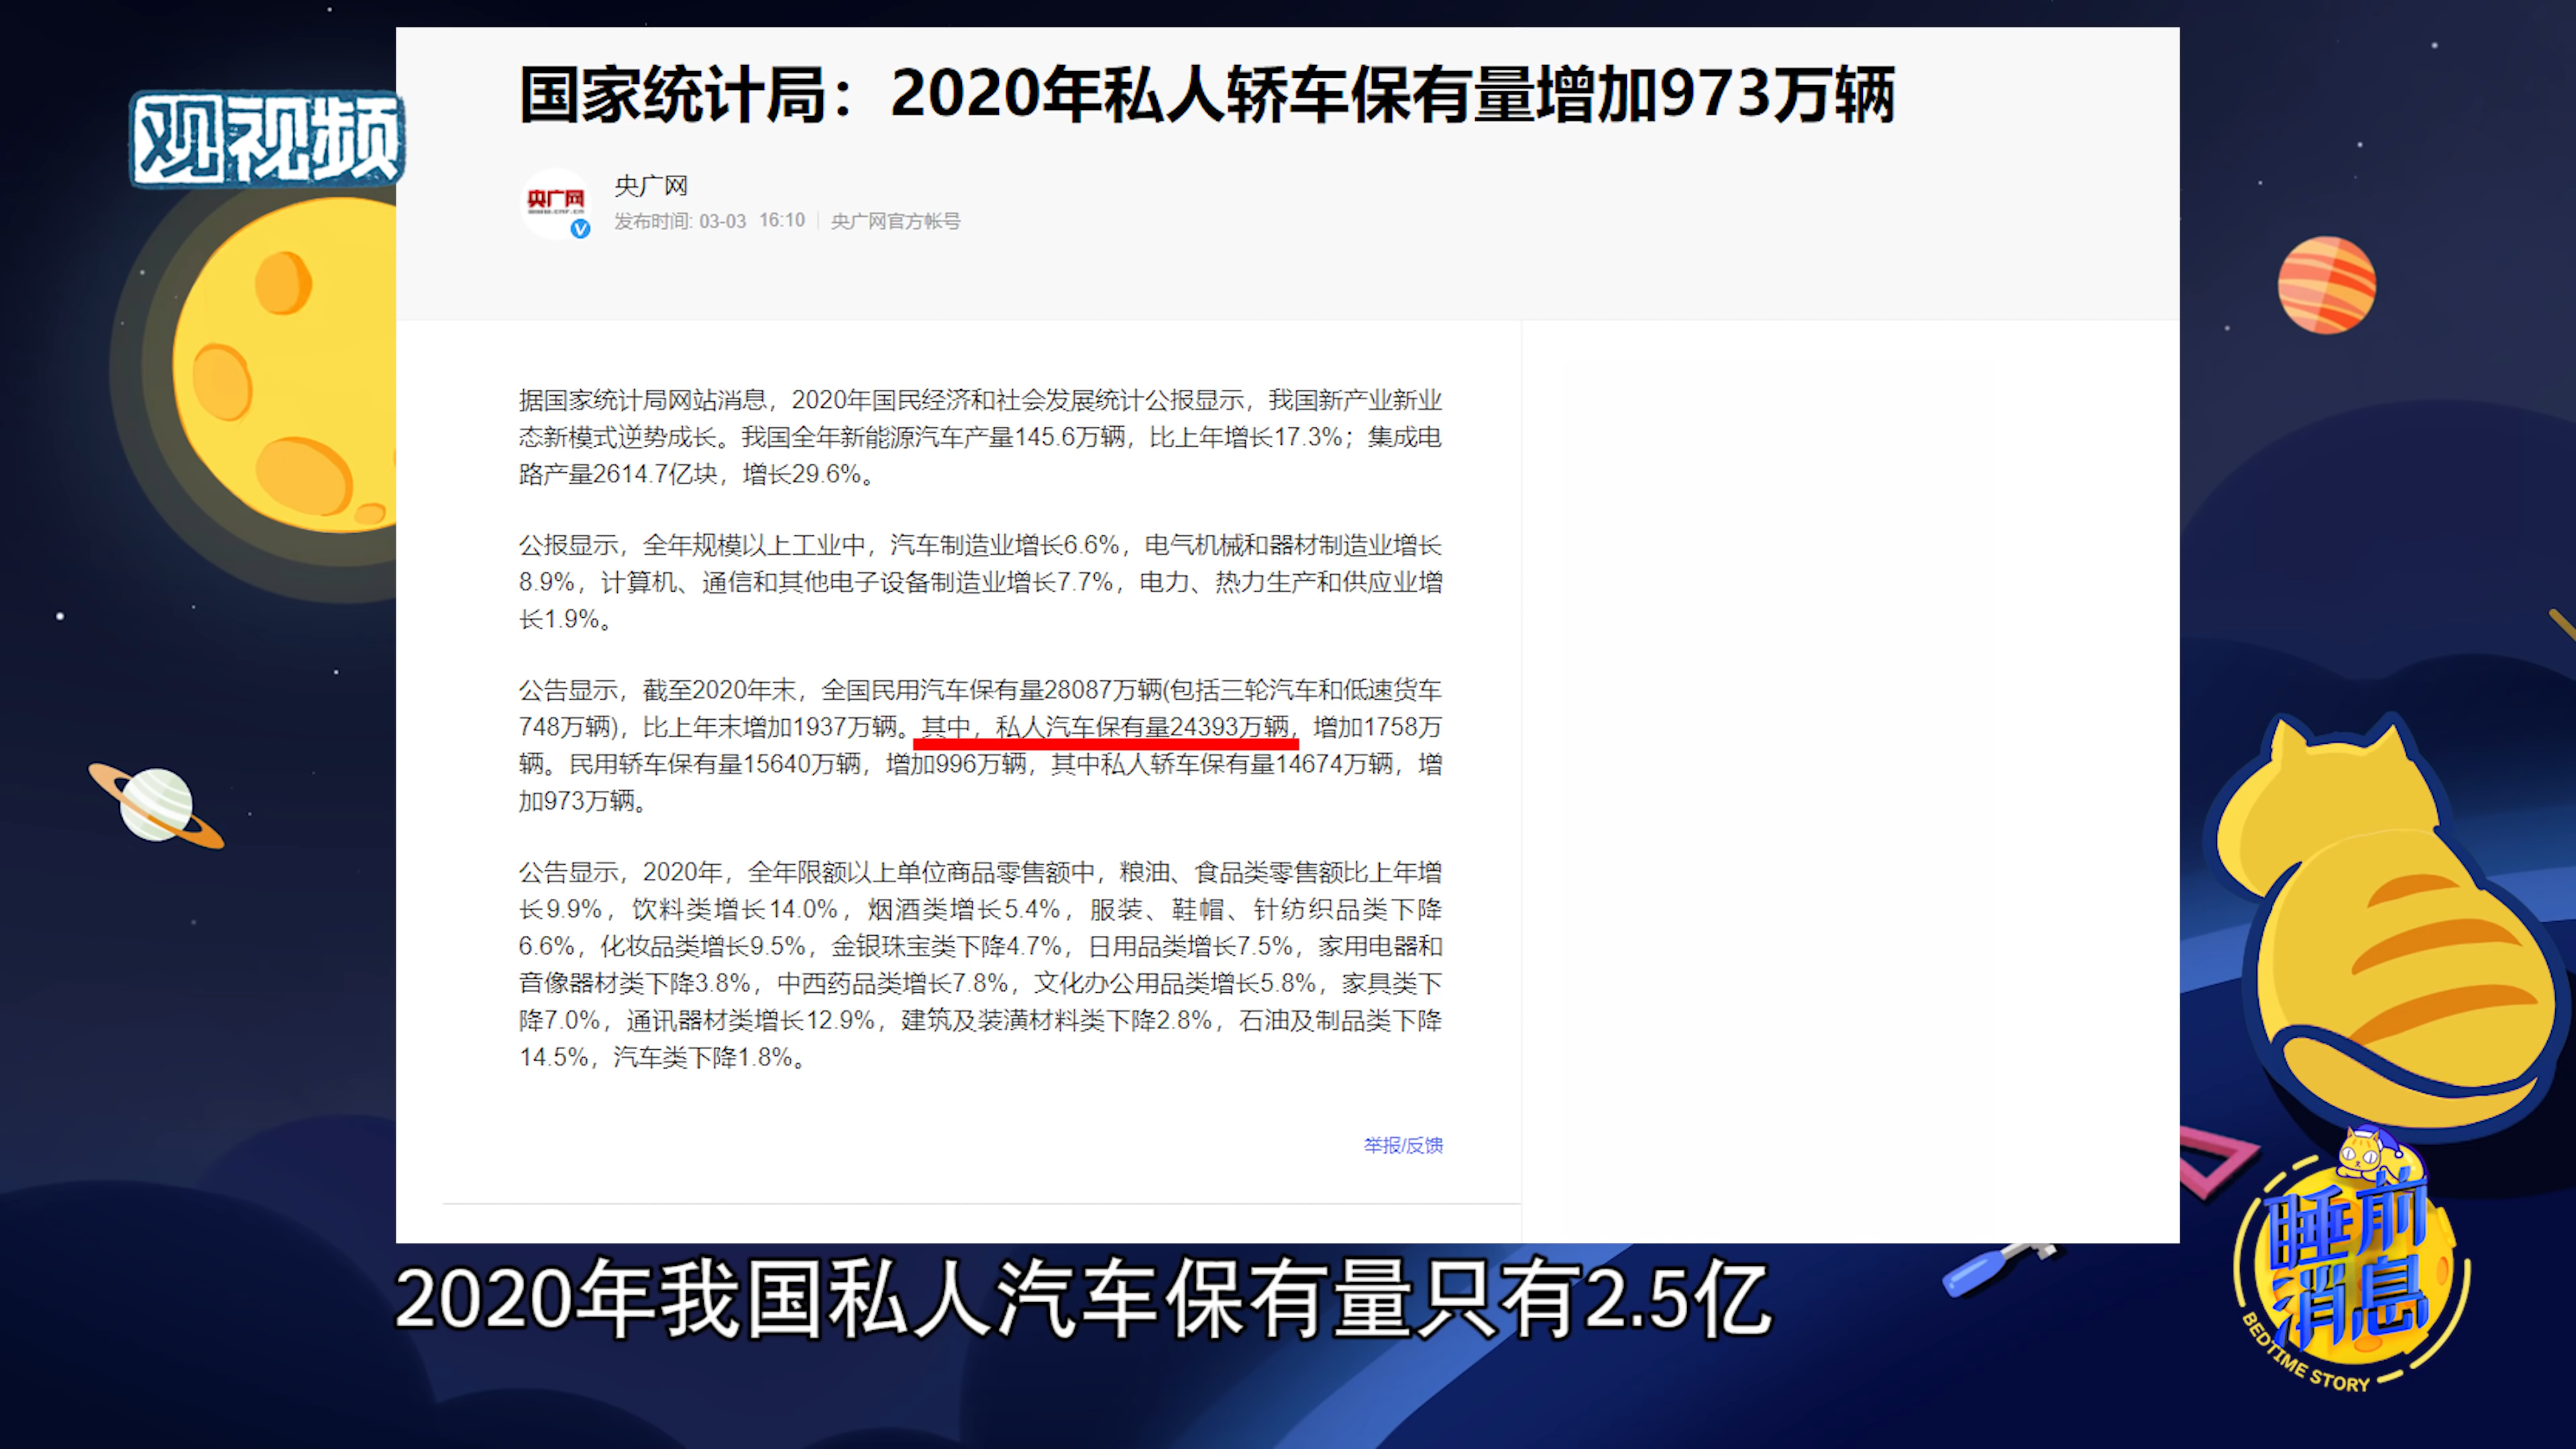 国家统计局：2020年私人轿车保有量增加973万辆
观视频
央广网
央广网
发布时间: 03-03 16:10 央广网官方帐号
据国家统计局网站消息，2020年国民经济和社会发展统计公报显示，我国新产业新业
态新模式逆势成长。我国全年新能源汽车产量145.6万辆，比上年增长17.3%；集成电
路产量2614.7亿块，增长29.6%。
公报显示，全年规模以上工业中，汽车制造业增长6.6%，电气机械和器材制造业增长
8.9%，计算机、通信和其他电子设备制造业增长7.7%，电力、热力生产和供应业增
长1.9%。
公告显示，截至2020年末，全国民用汽车保有量28087万辆(包括三轮汽车和低速货车
748万辆)，比上年末增加1937万辆。其中，私人汽车保有量24393万辆，增加1758万
辆。民用轿车保有量15640万辆，增加996万辆，其中私人轿车保有量14674万辆，增
加973万辆。
公告显示，2020年，全年限额以上单位商品零售额中，粮油、食品类零售额比上年增
长9.9%，饮料类增长14.0%，烟酒类增长5.4%，服装、鞋帽、针纺织品类下降
6.6%，化妆品类增长9.5%，金银珠宝类下降4.7%，日用品类增长7.5%，家用电器和
音像器材类下降3.8%，中西药品类增长7.8%，文化办公用品类增长5.8%，家具类下
降7.0%，通讯器材类增长12.9%，建筑及装潢材料类下降2.8%，石油及制品类下降
14.5%，汽车类下降1.8%。
举报/反馈
2020年我国私人汽车保有量只有2.5亿
睡前
消息
BEDTIME STORY